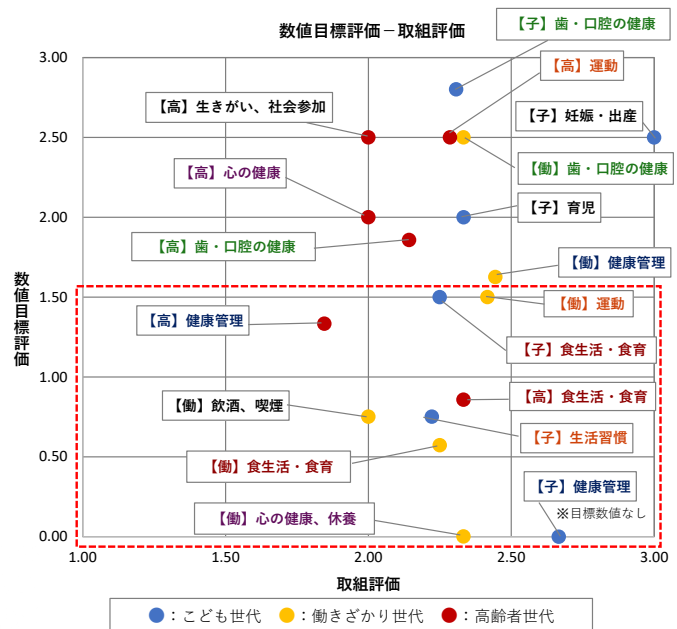 数値目標評価－取組評価
【子】歯・口腔の健康
【高】運動
【高】生きがい、社会参加
【子】妊娠・出産
【働】歯・口腔の健康
【高】心の健康
【子】育児
【高】歯・口腔の健康
【働】健康管理
【働】運動
【高】健康管理
【子】食生活・食育
【高】食生活・食育
【働】飲酒、喫煙
【子】生活習慣
【働】食生活・食育
【子】健康管理
※目標数値なし
【働】心の健康、休養
数値目標評価
3.00
2.50
2.00
1.50
1.00
0.50
0.00
1.00 1.50 2.00 2.50 3.00
取組評価
：こども世代 ：働きざかり世代 ：高齢者世代